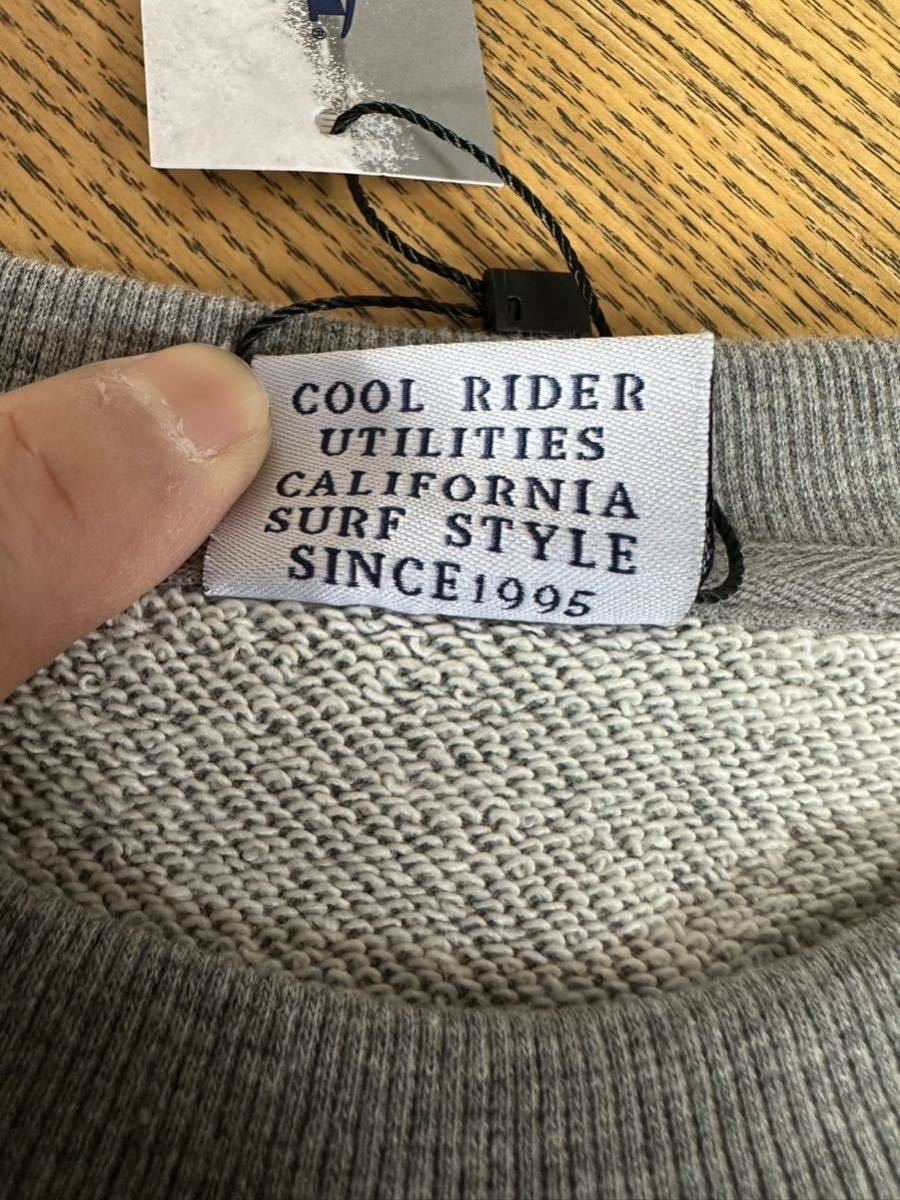 ®
COOL RIDER
UTILITIES
CALIFORNIA
SURF STYLE
SINCE1995